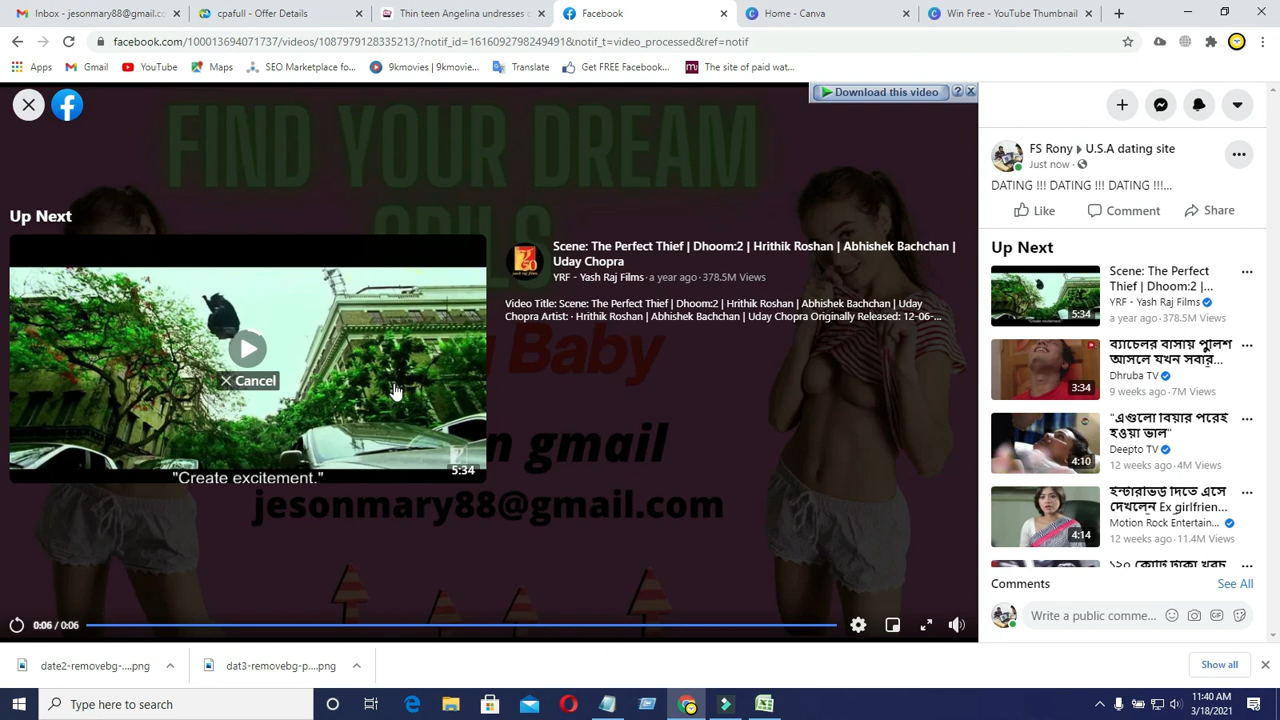 Inbox - jesonmary88@gmail.co
cpafull - Offer Details
Thin teen Angelina undresses c
Facebook
Home - Canva
Win Free - YouTube Thumbnail
facebook.com/100013694071737/videos/1087979128335213/?notif_id=1616092798249491&notif_t=video_processed&ref=notif
Apps
Gmail
YouTube
Maps
SEO Marketplace fo...
9kmovies | 9kmovie...
Translate
Get FREE Facebook...
The site of paid wat...
Download this video
FIND YOUR DREAM
Up Next
Scene: The Perfect Thief | Dhoom:2 | Hrithik Roshan | Abhishek Bachchan |
Uday Chopra
YRF - Yash Raj Films · a year ago · 378.5M Views
Video Title: Scene: The Perfect Thief | Dhoom:2 | Hrithik Roshan | Abhishek Bachchan | Uday
Chopra Artist: · Hrithik Roshan | Abhishek Bachchan | Uday Chopra Originally Released: 12-06-...
Baby
Cancel
gmail
5:34
"Create excitement."
jesonmary88@gmail.com
0:06 / 0:06
FS Rony
U.S.A dating site
Just now ·
DATING !!! DATING !!! DATING !!!...
Like
Comment
Share
Up Next
Scene: The Perfect
Thief | Dhoom:2 |
YRF - Yash Raj Films
a year ago · 378.5M Views
5:34
ব্যাচেলর বাসায় পুলিশ
আসলে যখন সবার...
Dhruba TV
9 weeks ago · 7M Views
3:34
"এগুলো বিয়ার পরেই
হওয়া ভাল"
Deepto TV
12 weeks ago · 4M Views
4:10
ইন্টারভিউ দিতে এসে
দেখলেন Ex girlfrien...
Motion Rock Entertain...
12 weeks ago · 11.4M Views
4:14
১২০ কোটি টাকা খরচ
Comments
See All
Write a public comme...
date2-removebg-....png
dat3-removebg-p....png
Show all
Type here to search
11:40 AM
3/18/2021